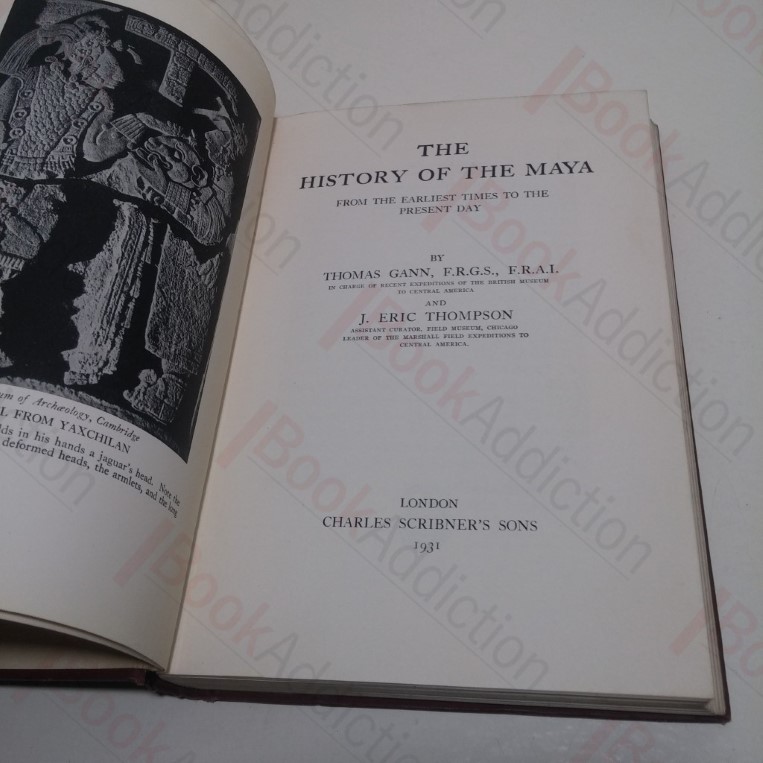 um of Archæology, Cambridge
L FROM YAXCHILAN
lds in his hands a jaguar's head. Note the
deformed heads, the armlets, and the long
THE
HISTORY OF THE MAYA
FROM THE EARLIEST TIMES TO THE
PRESENT DAY
BY
THOMAS GANN, F.R.G.S., F.R.A.I.
IN CHARGE OF RECENT EXPEDITIONS OF THE BRITISH MUSEUM
TO CENTRAL AMERICA
AND
J. ERIC THOMPSON
ASSISTANT CURATOR, FIELD MUSEUM, CHICAGO
LEADER OF THE MARSHALL FIELD EXPEDITIONS TO
CENTRAL AMERICA.
LONDON
CHARLES SCRIBNER'S SONS
1931
BookAddiction